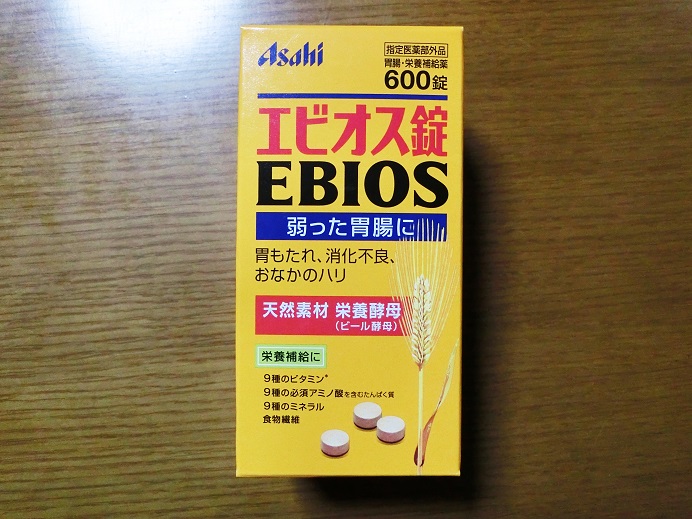 Asahi
指定医薬部外品
胃腸・栄養補給薬
600錠
エビオス錠
EBIOS
弱った胃腸に
胃もたれ、消化不良、
おなかのハリ
天然素材 栄養酵母
(ビール酵母)
栄養補給に
9種のビタミン*
9種の必須アミノ酸を含むたんぱく質
9種のミネラル
食物繊維